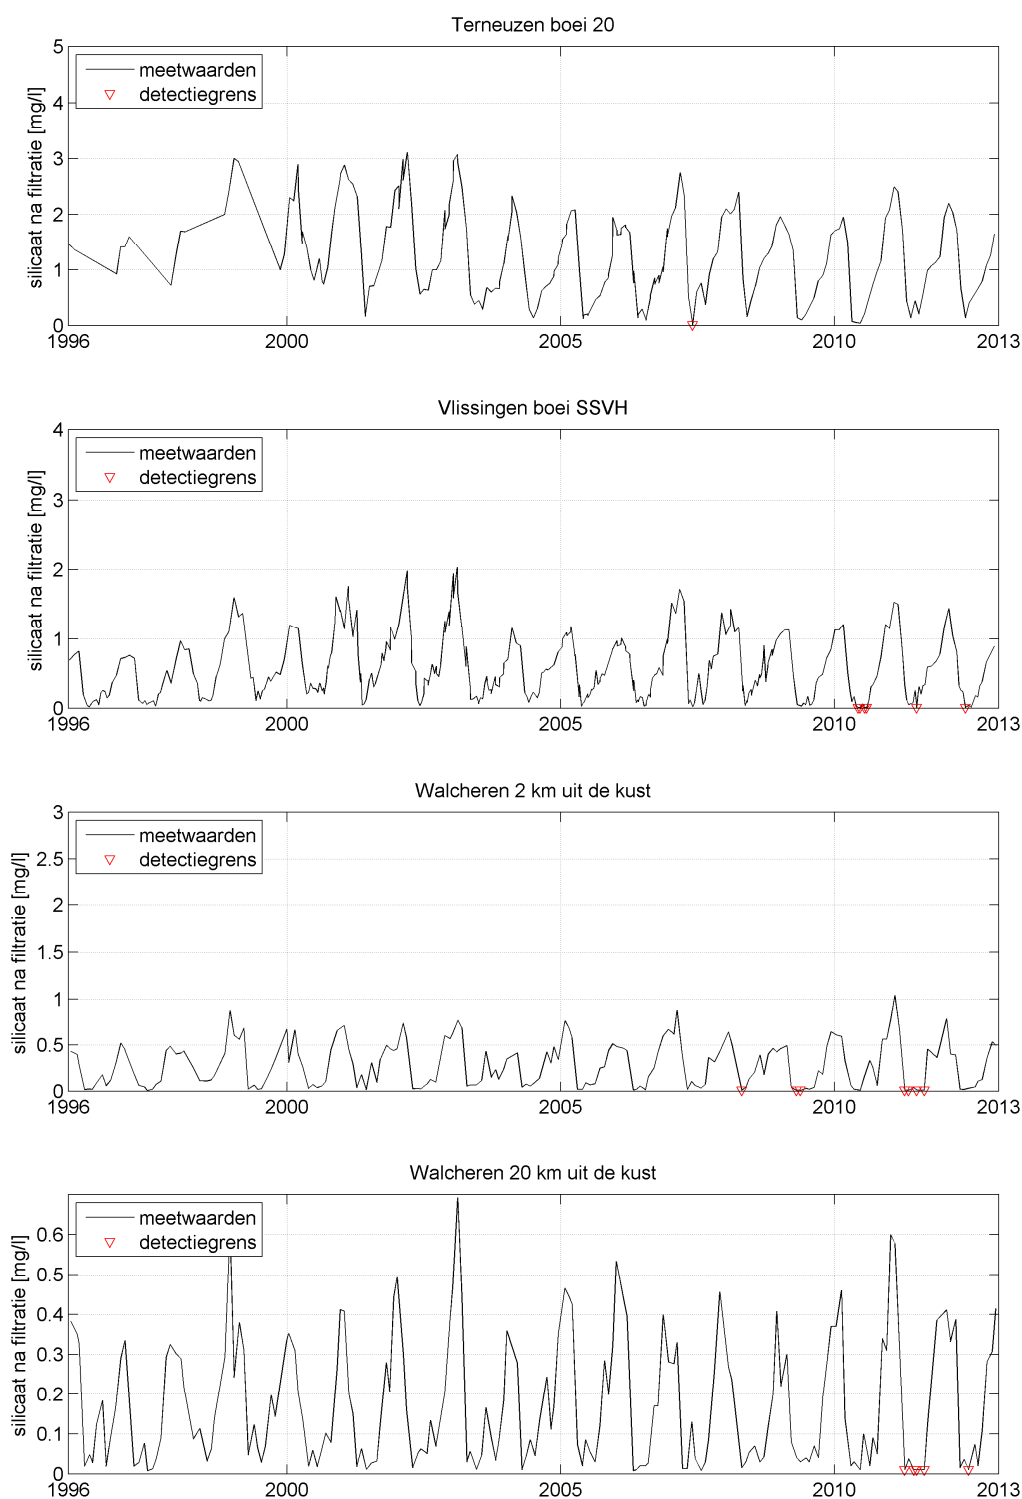 Terneuzen boei 20
silicaat na filtratie [mg/l]
5
4
3
2
1
0
meetwaarden
detectiegrens
1996 2000 2005 2010 2013
Vlissingen boei SSVH
silicaat na filtratie [mg/l]
4
3
2
1
0
meetwaarden
detectiegrens
1996 2000 2005 2010 2013
Walcheren 2 km uit de kust
silicaat na filtratie [mg/l]
3
2.5
2
1.5
1
0.5
0
meetwaarden
detectiegrens
1996 2000 2005 2010 2013
Walcheren 20 km uit de kust
silicaat na filtratie [mg/l]
0.6
0.5
0.4
0.3
0.2
0.1
0
meetwaarden
detectiegrens
1996 2000 2005 2010 2013